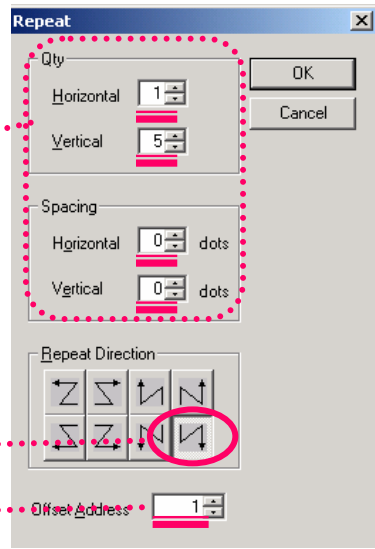 Repeat
Qty
OK
Horizontal 1
Cancel
Vertical 5
Spacing
Horizontal 0 dots
Vertical 0 dots
Repeat Direction
Offset Address 1